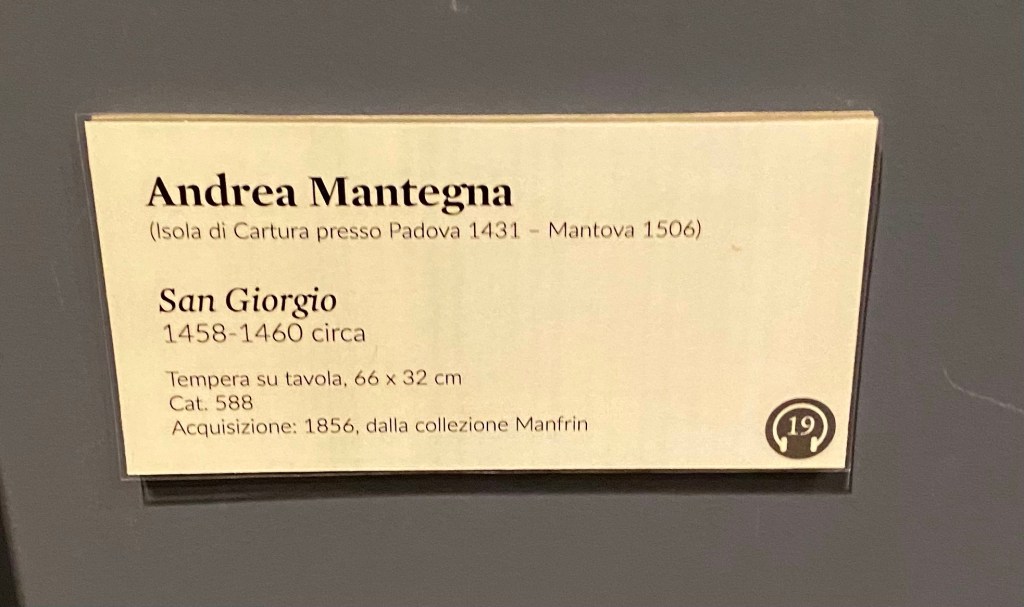 Andrea Mantegna
(Isola di Cartura presso Padova 1431 – Mantova 1506)
San Giorgio
1458-1460 circa
Tempera su tavola, 66 x 32 cm
Cat. 588
Acquisizione: 1856, dalla collezione Manfrin
19